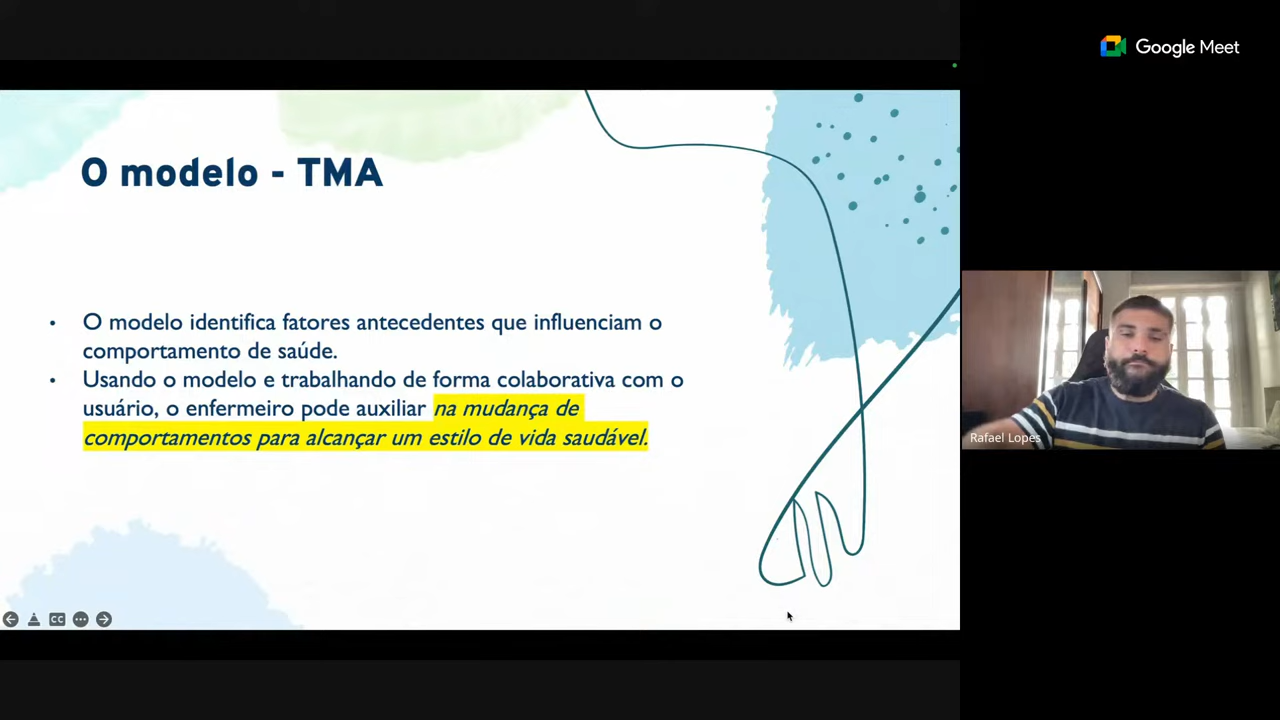 Google Meet
O modelo - TMA
• O modelo identifica fatores antecedentes que influenciam o
comportamento de saúde.
• Usando o modelo e trabalhando de forma colaborativa com o
usuário, o enfermeiro pode auxiliar na mudança de
comportamentos para alcançar um estilo de vida saudável.
Rafael Lopes
CC